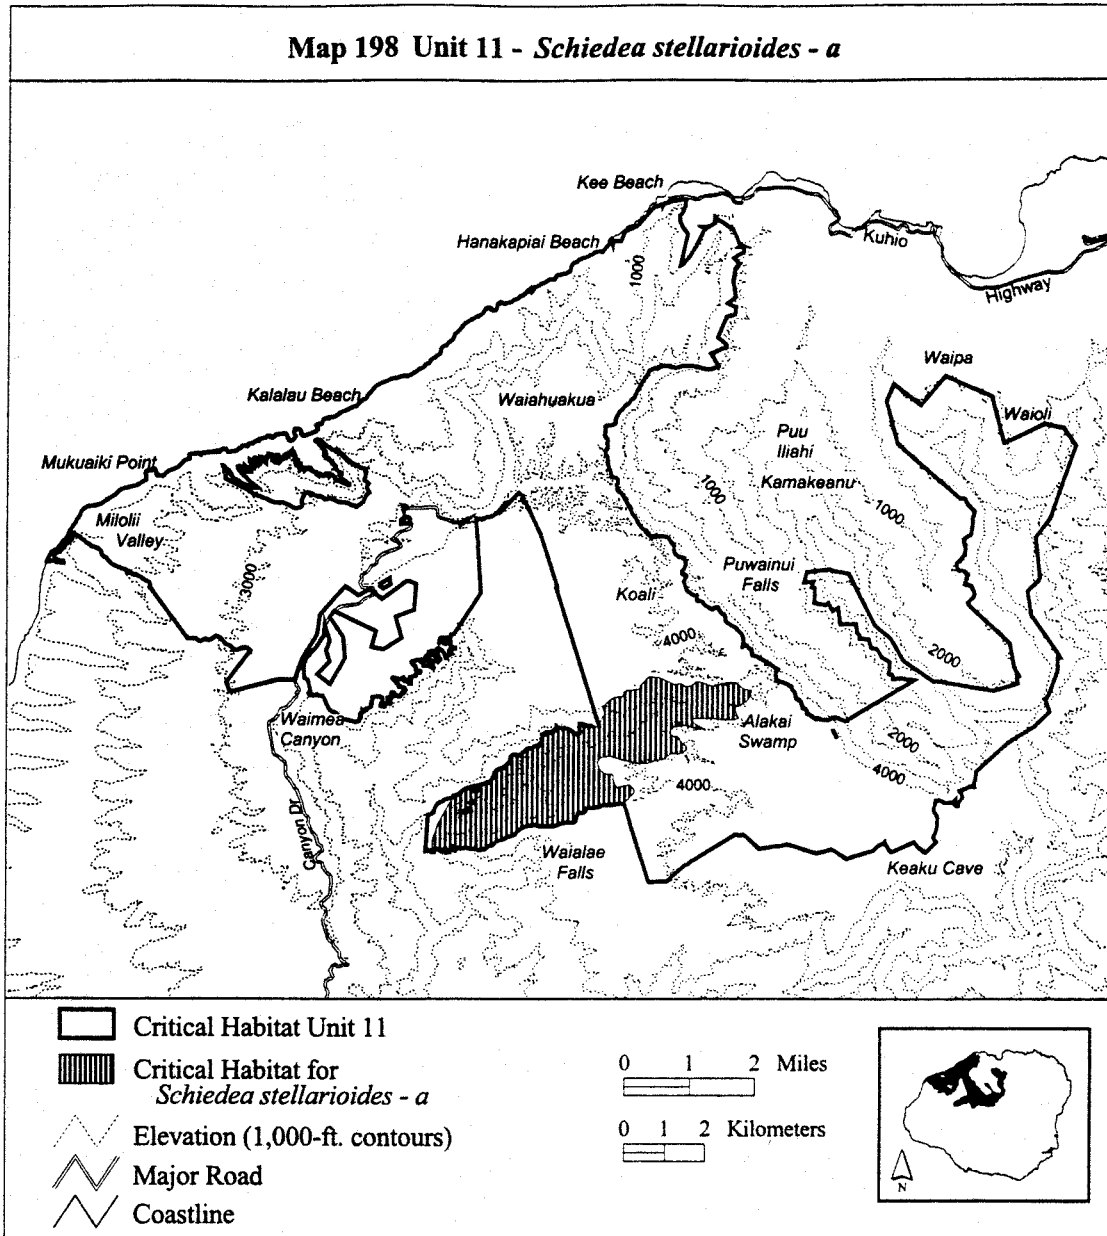 Map 198 Unit 11 - Schiedea stellarioides - a
Kee Beach
Hanakapiai Beach
Kuhio
Highway
1000
Waipa
Kalalau Beach
Waiahuakua
Waioli
Puu
Iliahi
Mukuaiki Point
Kamakeanu
1000
1000
Milolii
Valley
Puwainui
Falls
3000
Koali
4000
2000
Waimea
Canyon
Alakai
Swamp
2000
4000
4000
Canyon Dr
Waialae
Falls
Keaku Cave
Critical Habitat Unit 11
Critical Habitat for
Schiedea stellarioides - a
Elevation (1,000-ft. contours)
Major Road
Coastline
0 1 2 Miles
0 1 2 Kilometers
N